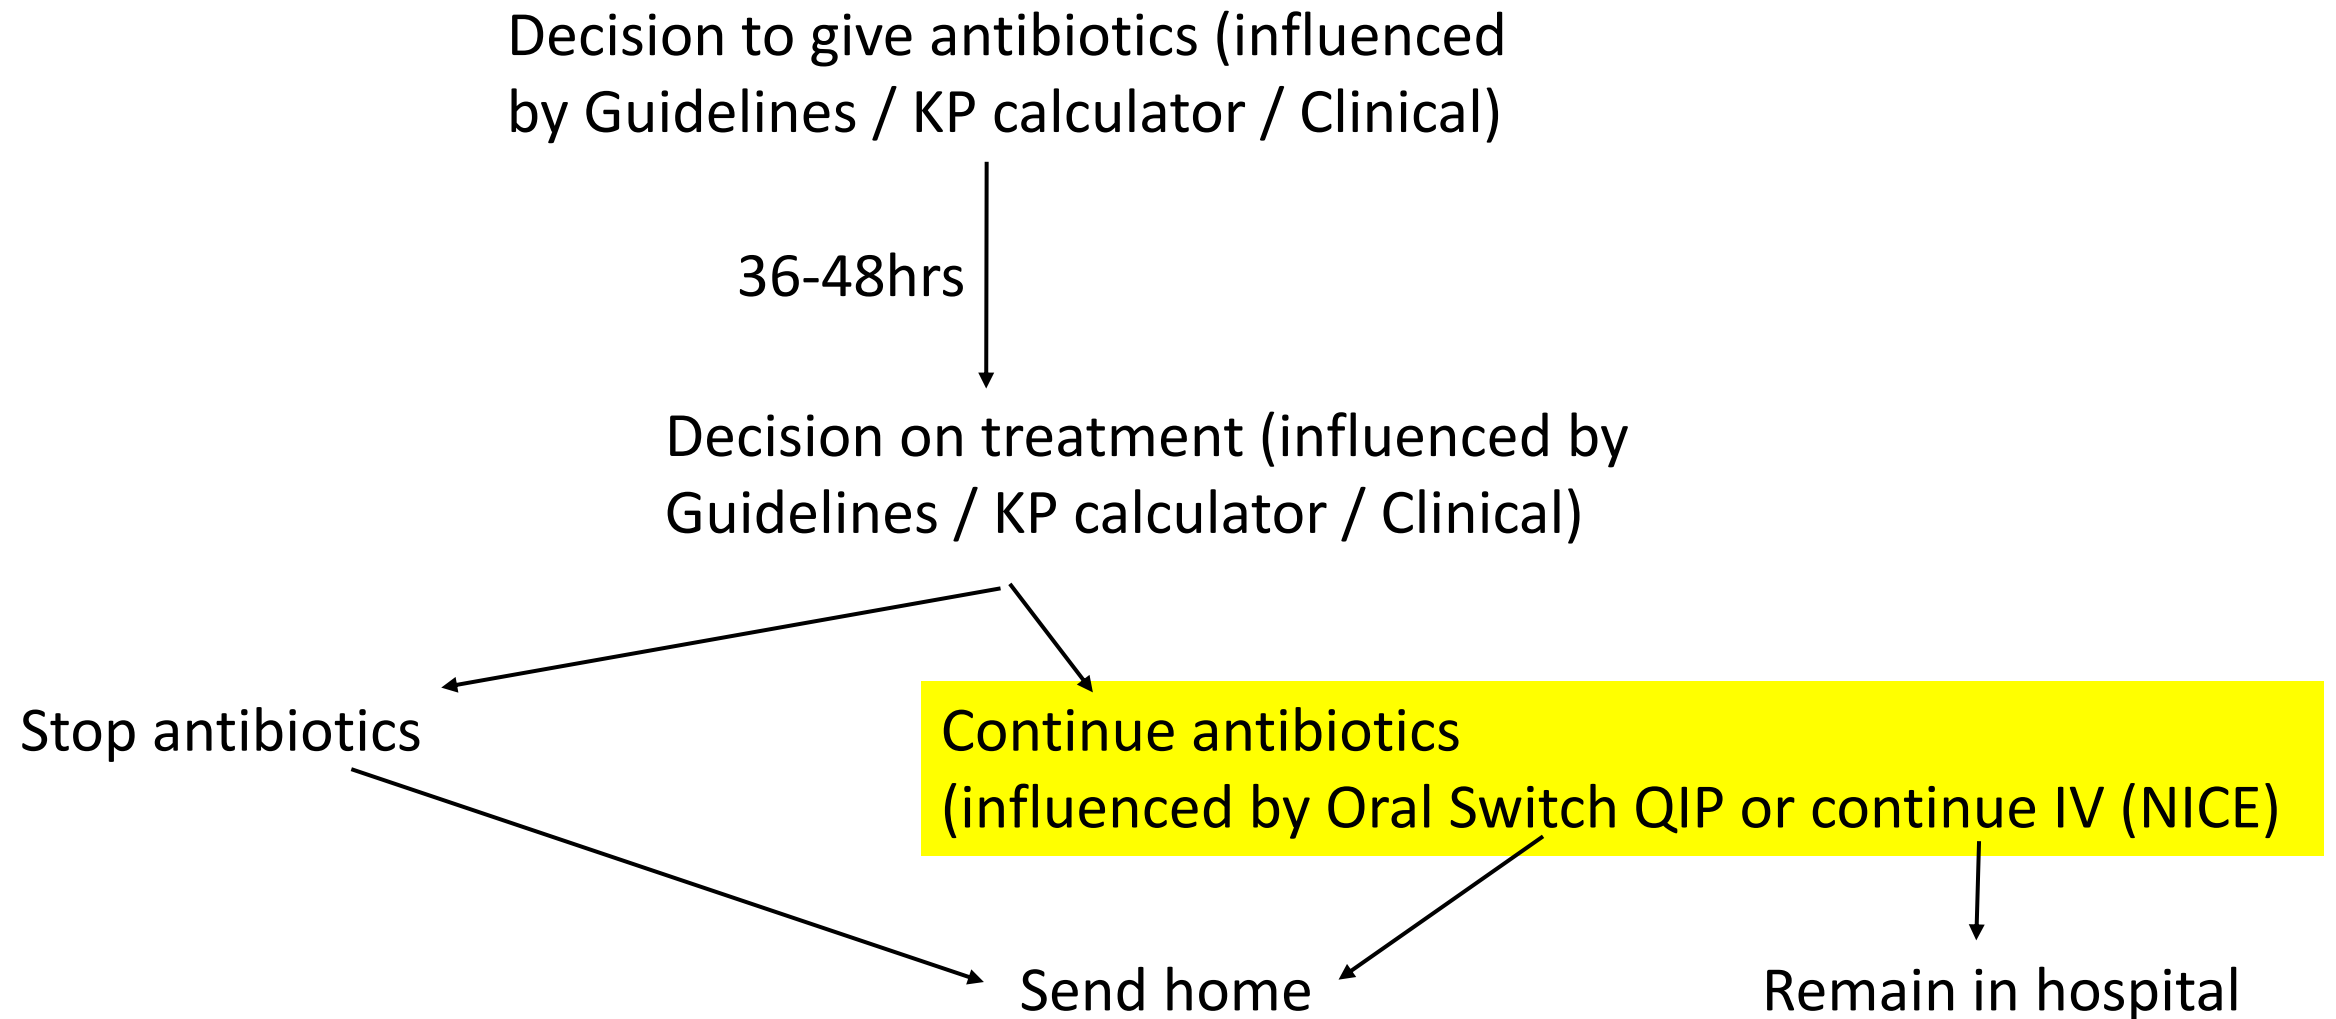 Decision to give antibiotics (influenced
by Guidelines / KP calculator / Clinical)
36-48hrs
Decision on treatment (influenced by
Guidelines / KP calculator / Clinical)
Stop antibiotics
Continue antibiotics
(influenced by Oral Switch QIP or continue IV (NICE)
Send home
Remain in hospital